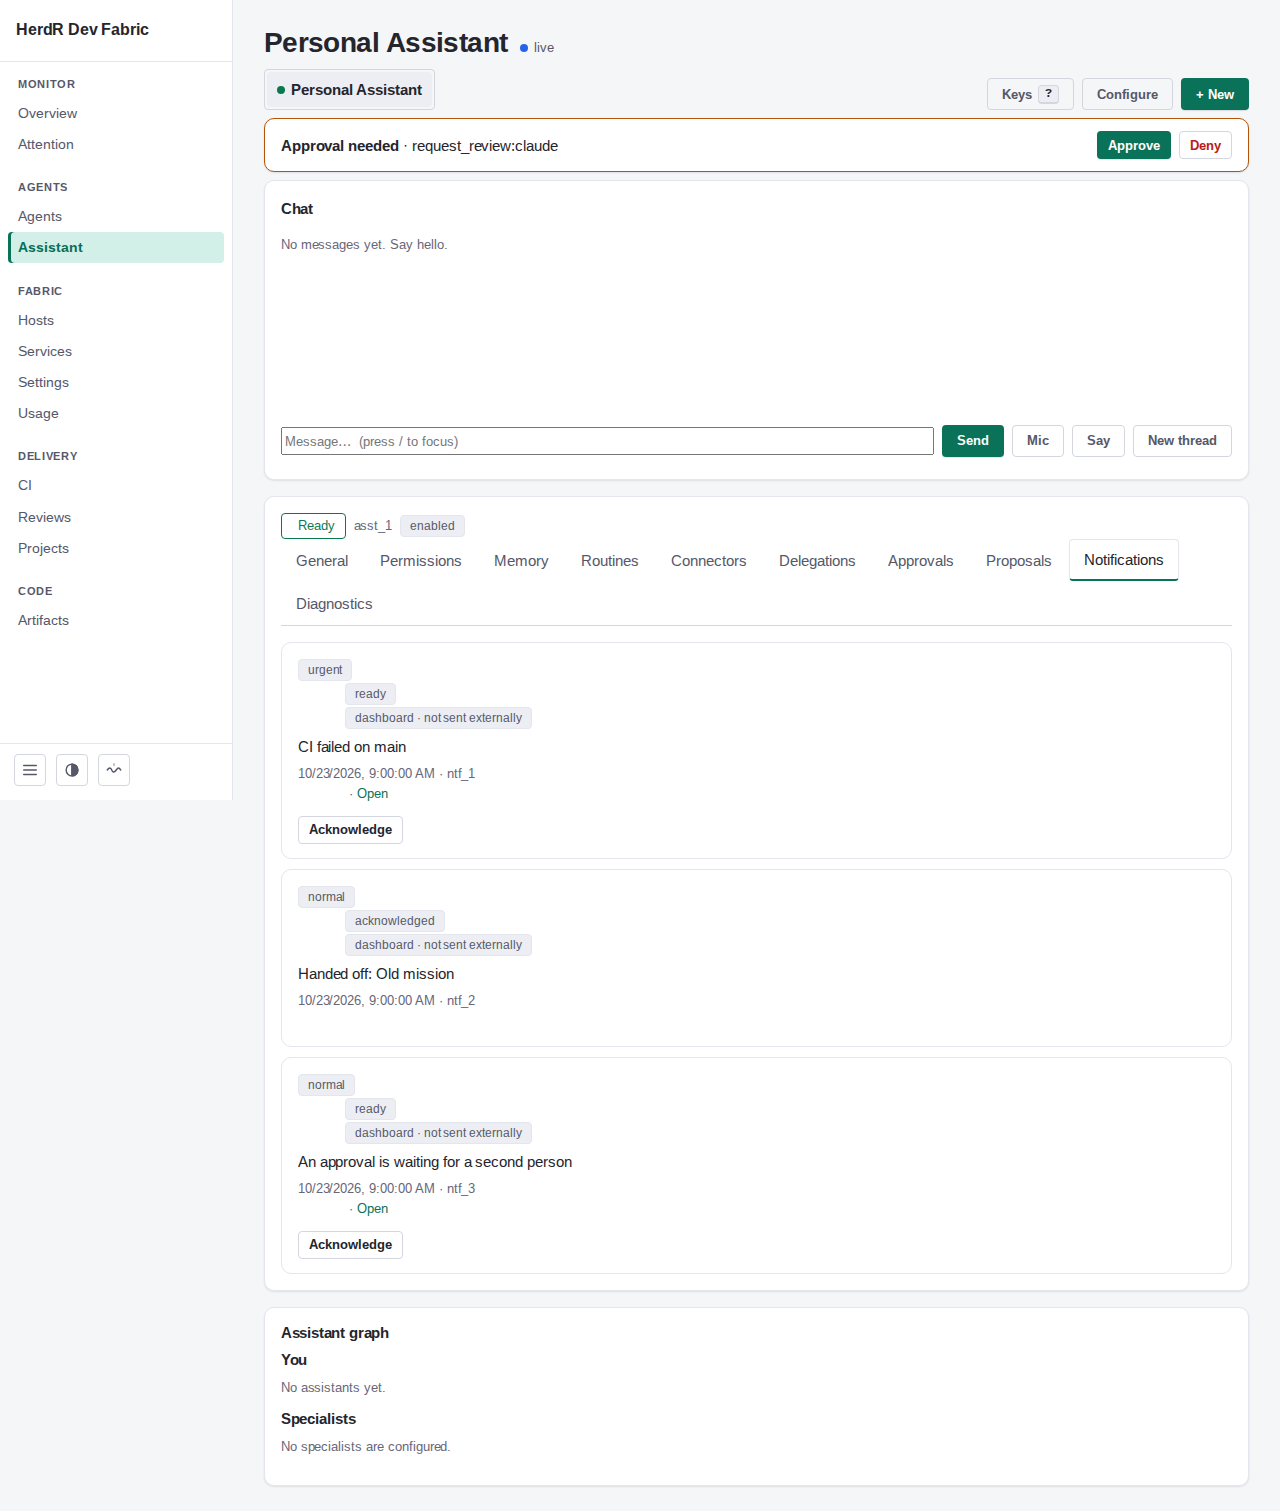 HerdR Dev Fabric
MONITOR
Overview
Attention
AGENTS
Agents
Assistant
FABRIC
Hosts
Services
Settings
Usage
DELIVERY
CI
Reviews
Projects
CODE
Artifacts
Personal Assistant live
Personal Assistant
Keys ? Configure + New
Approval needed · request_review:claude Approve Deny
Chat
No messages yet. Say hello.
Message… (press / to focus) Send Mic Say New thread
Ready asst_1 enabled
General Permissions Memory Routines Connectors Delegations Approvals Proposals Notifications
Diagnostics
urgent
ready
dashboard · not sent externally
CI failed on main
10/23/2026, 9:00:00 AM · ntf_1
· Open
Acknowledge
normal
acknowledged
dashboard · not sent externally
Handed off: Old mission
10/23/2026, 9:00:00 AM · ntf_2
normal
ready
dashboard · not sent externally
An approval is waiting for a second person
10/23/2026, 9:00:00 AM · ntf_3
· Open
Acknowledge
Assistant graph
You
No assistants yet.
Specialists
No specialists are configured.